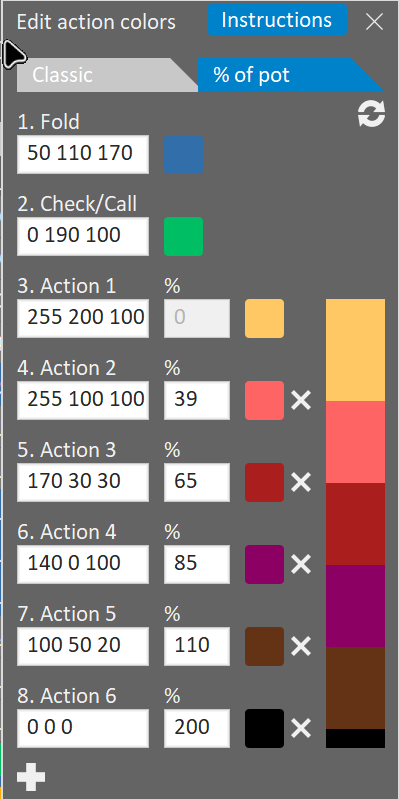 Edit action colors Instructions
Classic % of pot
1. Fold
50 110 170
2. Check/Call
0 190 100
3. Action 1 %
255 200 100 0
4. Action 2 %
255 100 100 39
5. Action 3 %
170 30 30 65
6. Action 4 %
140 0 100 85
7. Action 5 %
100 50 20 110
8. Action 6 %
0 0 0 200